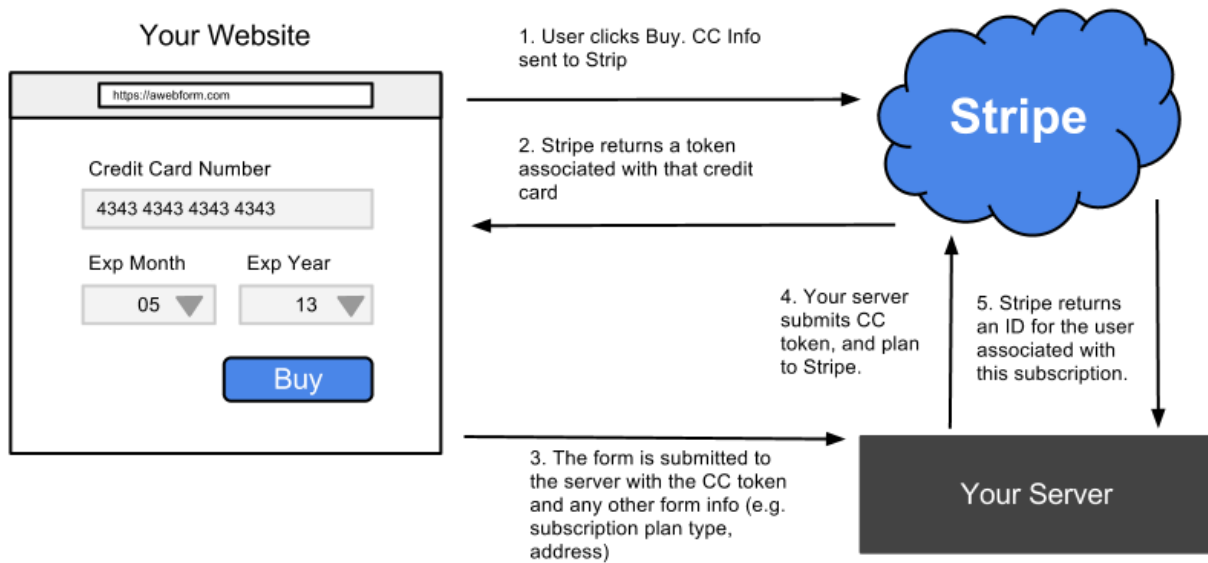 Your Website
https://awebform.com
Credit Card Number
4343 4343 4343 4343
Exp Month
Exp Year
05
13
Buy
1. User clicks Buy. CC Info
sent to Strip
2. Stripe returns a token
associated with that credit
card
Stripe
4. Your server
submits CC
token, and plan
to Stripe.
5. Stripe returns
an ID for the user
associated with
this subscription.
3. The form is submitted to
the server with the CC token
and any other form info (e.g.
subscription plan type,
address)
Your Server